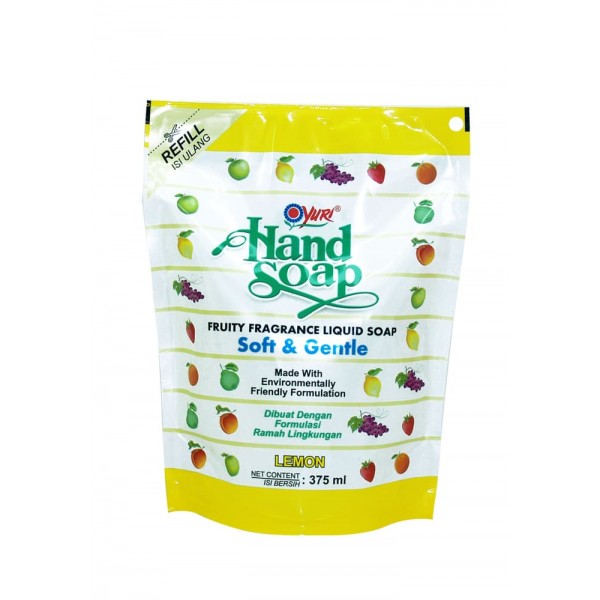 REFILL
ISI ULANG
YURI®
Hand
Soap
FRUITY FRAGRANCE LIQUID SOAP
Soft & Gentle
Made With
Environmentally
Friendly Formulation
Dibuat Dengan
Formulasi
Ramah Lingkungan
LEMON
NET CONTENT
ISI BERSIH : 375 ml